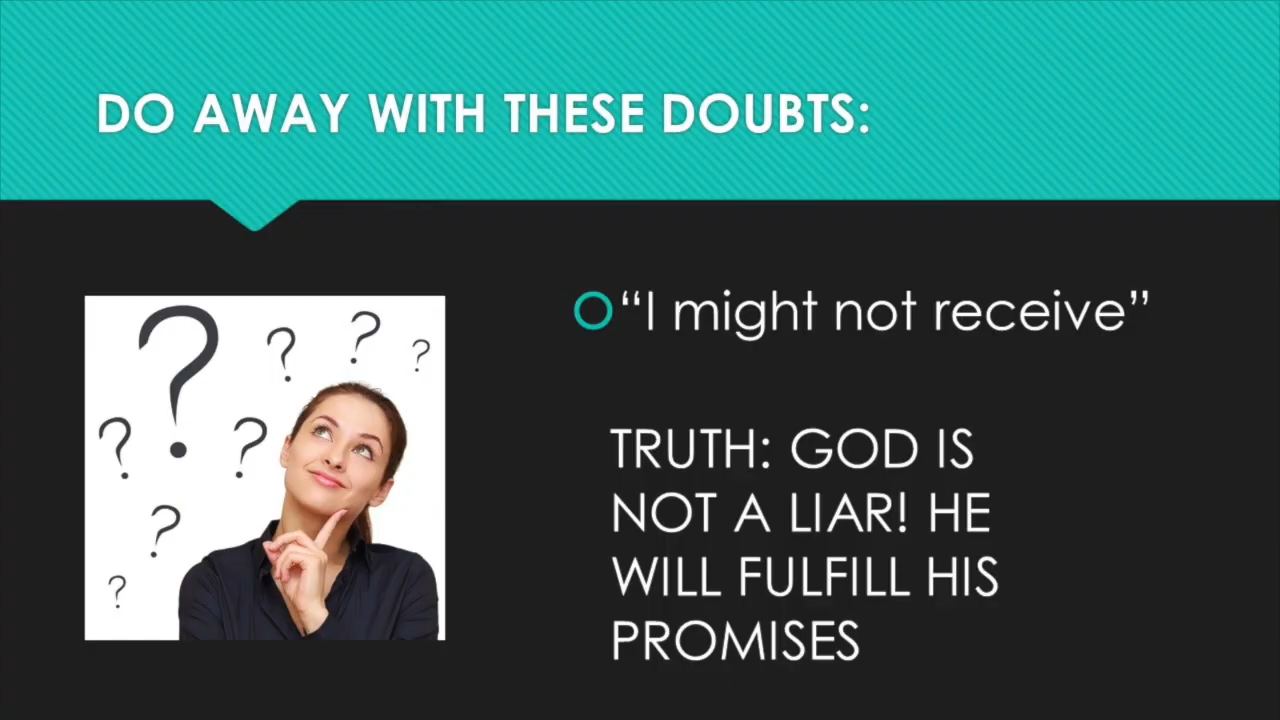 DO AWAY WITH THESE DOUBTS:
“I might not receive”
TRUTH: GOD IS
NOT A LIAR! HE
WILL FULFILL HIS
PROMISES